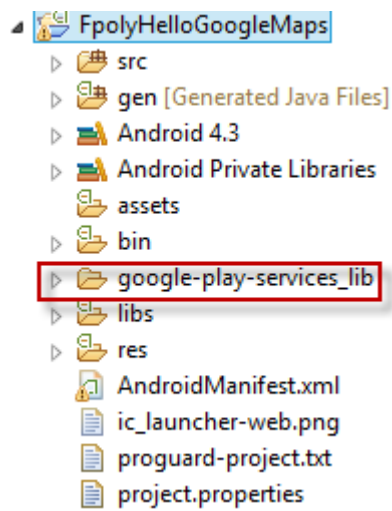 FpolyHelloGoogleMaps
src
gen [Generated Java Files]
Android 4.3
Android Private Libraries
assets
bin
google-play-services_lib
libs
res
AndroidManifest.xml
ic_launcher-web.png
proguard-project.txt
project.properties